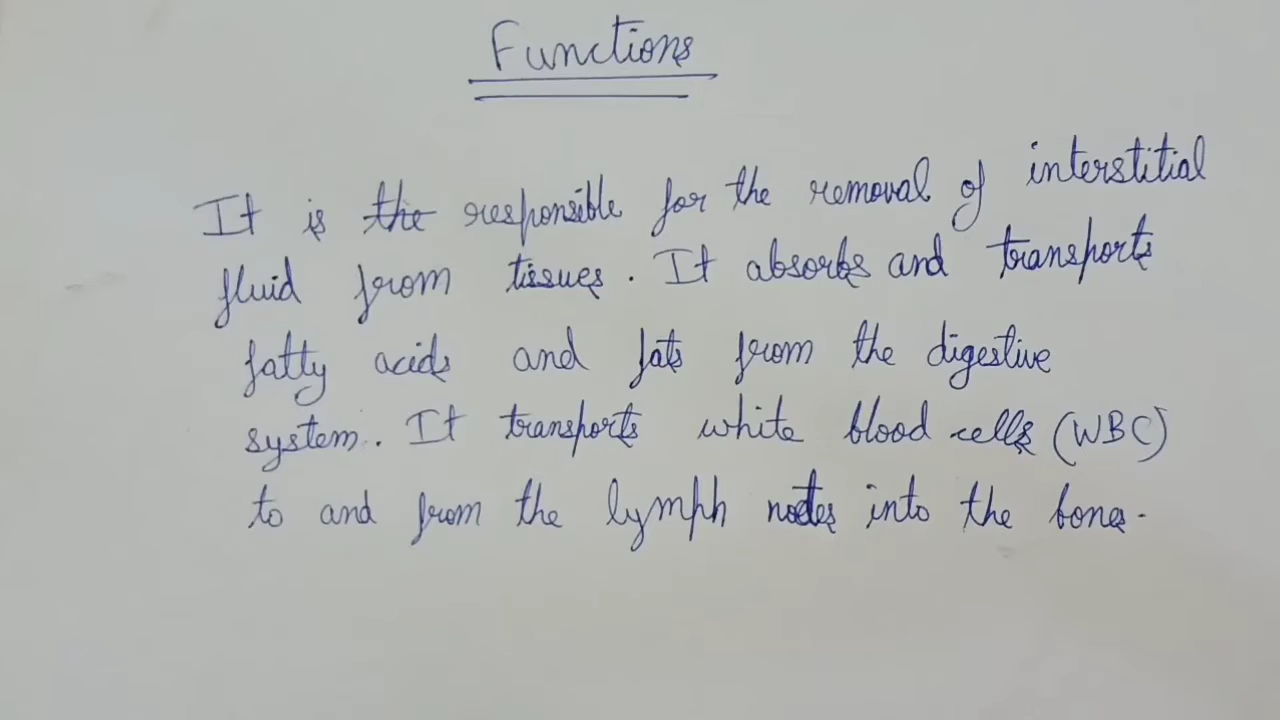 Functions
It is the responsible for the removal of interstitial
fluid from tissues. It absorbs and transports
fatty acids and fats from the digestive
system. It transports white blood cells (WBC)
to and from the lymph nodes into the bones.